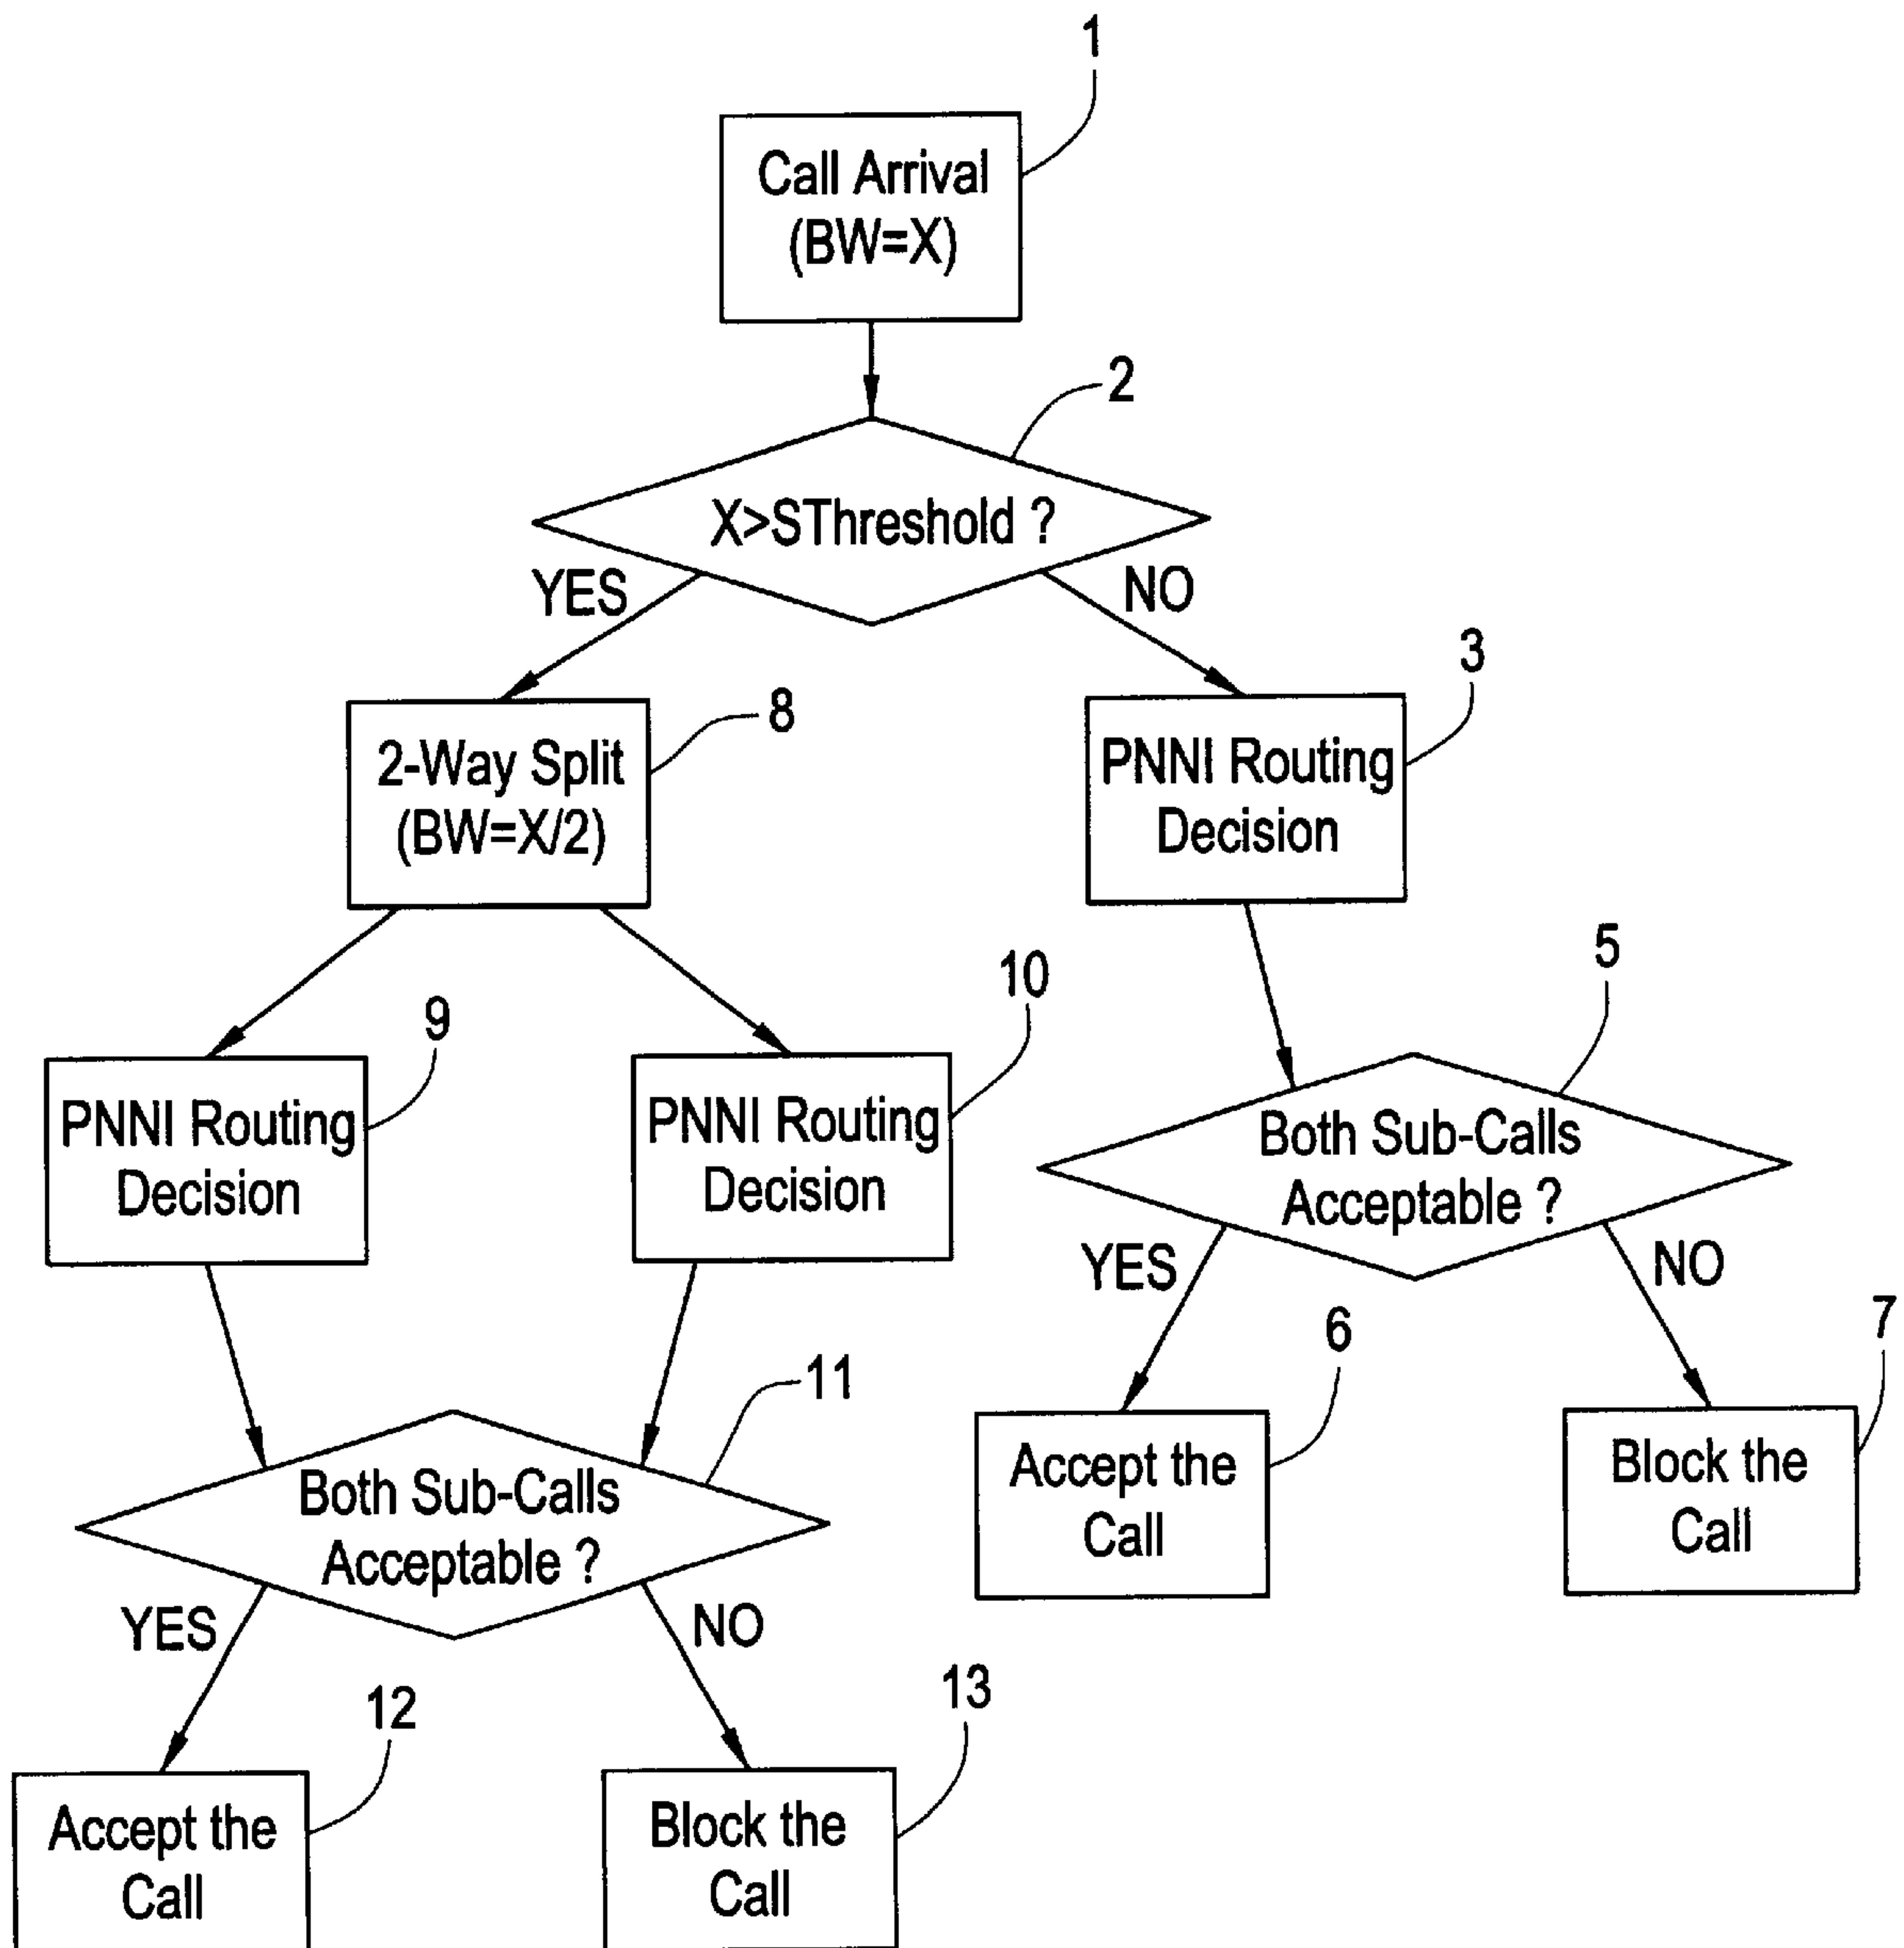 1
Call Arrival
(BW=X)
2
X>SThreshold ?
YES
NO
8
2-Way Split
(BW=X/2)
3
PNNI Routing
Decision
9
PNNI Routing
Decision
10
PNNI Routing
Decision
5
Both Sub-Calls
Acceptable ?
YES
NO
6
Accept the
Call
7
Block the
Call
11
Both Sub-Calls
Acceptable ?
YES
NO
12
Accept the
Call
13
Block the
Call